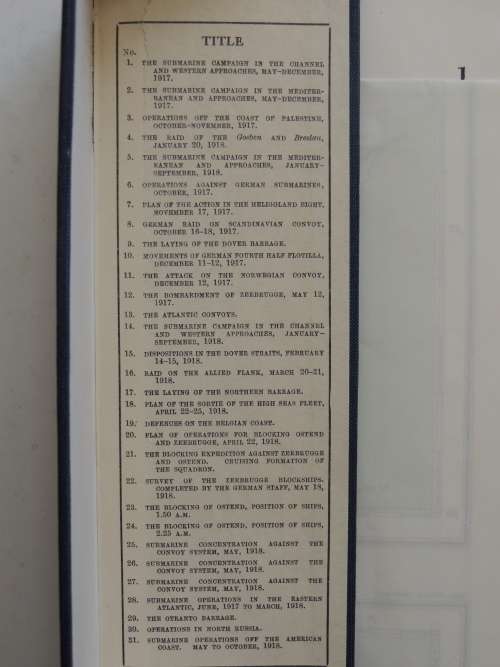 TITLE
No.
1. THE SUBMARINE CAMPAIGN IN THE CHANNEL
AND WESTERN APPROACHES, MAY–DECEMBER,
1917.
2. THE SUBMARINE CAMPAIGN IN THE MEDITER-
RANEAN AND APPROACHES, MAY–DECEMBER,
1917.
3. OPERATIONS OFF THE COAST OF PALESTINE,
OCTOBER–NOVEMBER, 1917.
4. THE RAID OF THE Goeben AND Breslau,
JANUARY 20, 1918.
5. THE SUBMARINE CAMPAIGN IN THE MEDITER-
RANEAN AND APPROACHES, JANUARY–
SEPTEMBER, 1918.
6. OPERATIONS AGAINST GERMAN SUBMARINES,
OCTOBER, 1917.
7. PLAN OF THE ACTION IN THE HELIGOLAND BIGHT,
NOVEMBER 17, 1917.
8. GERMAN RAID ON SCANDINAVIAN CONVOY,
OCTOBER 16–18, 1917.
9. THE LAYING OF THE DOVER BARRAGE.
10. MOVEMENTS OF GERMAN FOURTH HALF FLOTILLA,
DECEMBER 11–12, 1917.
11. THE ATTACK ON THE NORWEGIAN CONVOY,
DECEMBER 12, 1917.
12. THE BOMBARDMENT OF ZEEBRUGGE, MAY 12,
1917.
13. THE ATLANTIC CONVOYS.
14. THE SUBMARINE CAMPAIGN IN THE CHANNEL
AND WESTERN APPROACHES, JANUARY–
SEPTEMBER, 1918.
15. DISPOSITIONS IN THE DOVER STRAITS, FEBRUARY
14–15, 1918.
16. RAID ON THE ALLIED FLANK, MARCH 20–21,
1918.
17. THE LAYING OF THE NORTHERN BARRAGE.
18. PLAN OF THE SORTIE OF THE HIGH SEAS FLEET,
APRIL 22–25, 1918.
19. DEFENCES ON THE BELGIAN COAST.
20. PLAN OF OPERATIONS FOR BLOCKING OSTEND
AND ZEEBRUGGE, APRIL 22, 1918.
21. THE BLOCKING EXPEDITION AGAINST ZEEBRUGGE
AND OSTEND. CRUISING FORMATION OF
THE SQUADRON.
22. SURVEY OF THE ZEEBRUGGE BLOCKSHIPS.
COMPLETED BY THE GERMAN STAFF, MAY 18,
1918.
23. THE BLOCKING OF OSTEND, POSITION OF SHIPS,
1.50 A.M.
24. THE BLOCKING OF OSTEND, POSITION OF SHIPS,
2.25 A.M.
25. SUBMARINE CONCENTRATION AGAINST THE
CONVOY SYSTEM, MAY, 1918.
26. SUBMARINE CONCENTRATION AGAINST THE
CONVOY SYSTEM, MAY, 1918.
27. SUBMARINE CONCENTRATION AGAINST THE
CONVOY SYSTEM, MAY, 1918.
28. SUBMARINE OPERATIONS IN THE EASTERN
ATLANTIC, JUNE, 1917 TO MARCH, 1918.
29. THE OTRANTO BARRAGE.
30. OPERATIONS IN NORTH RUSSIA.
31. SUBMARINE OPERATIONS OFF THE AMERICAN
COAST. MAY TO OCTOBER, 1918.
1